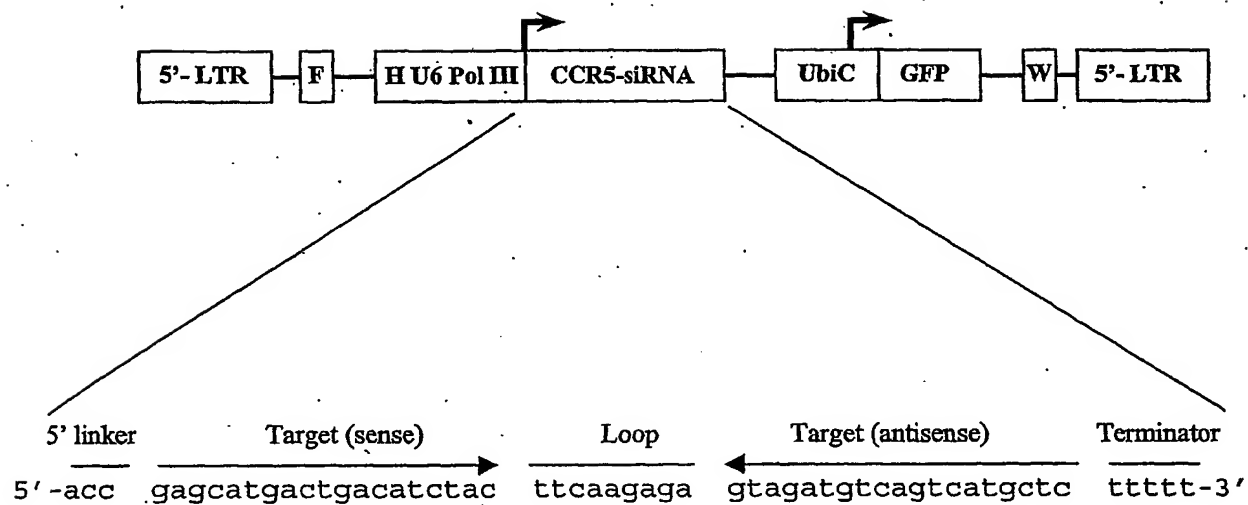 5'- LTR F H U6 Pol III CCR5-siRNA UbiC GFP W 5'- LTR
5' linker Target (sense) Loop Target (antisense) Terminator
5'-acc gagcatgactgacatctac ttcaagaga gtagatgtcagtcatgctc ttttt-3'